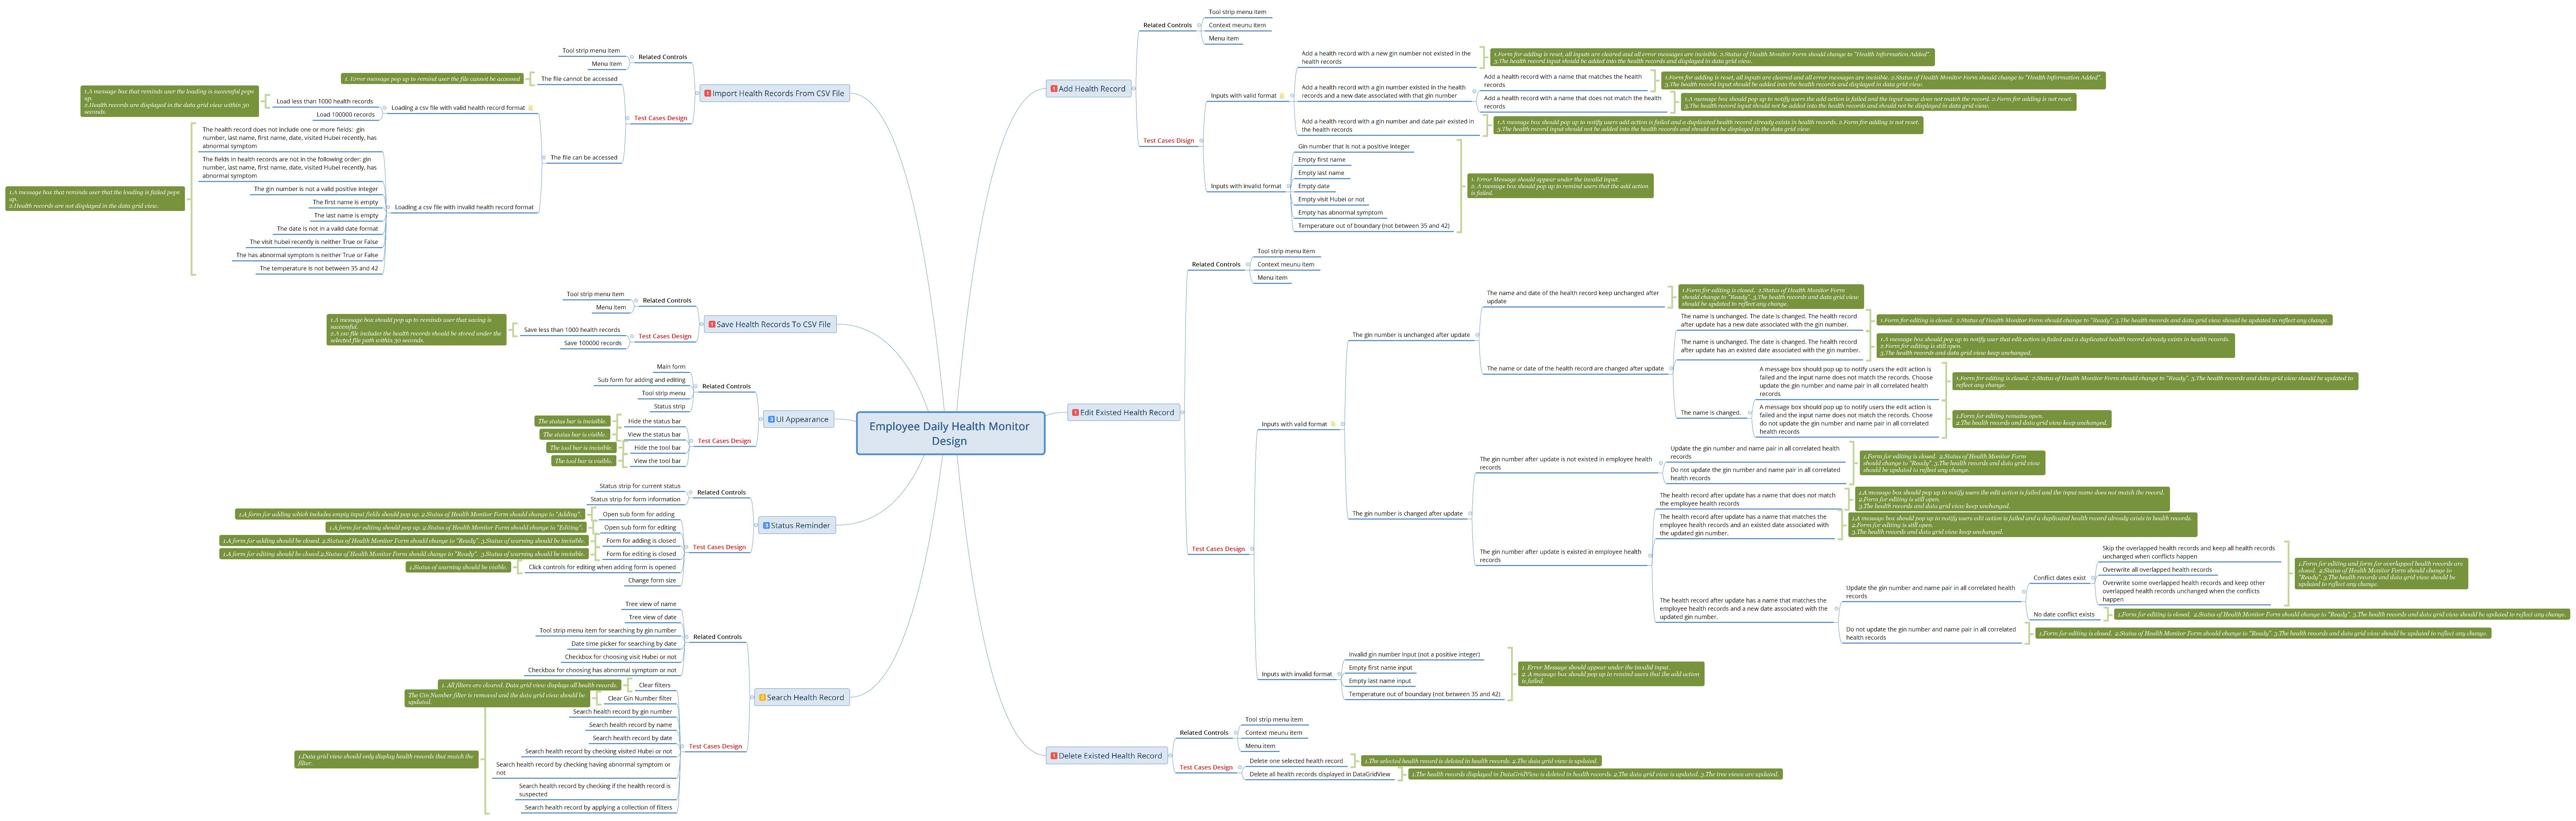 Employee Daily Health Monitor
Design
Add Health Record
Related Controls
Tool strip menu item
Context meunu item
Menu item
Test Cases Disign
Inputs with valid format
Add a health record with a new gin number not existed in the
health records
1.Form for adding is reset, all inputs are cleared and all error messages are invisible. 2.Status of Health Monitor Form should change to "Health Information Added".
3.The health record input should be added into the health records and displayed in data grid view.
Add a health record with a gin number existed in the health
records and a new date associated with that gin number
Add a health record with a name that matches the health
records
1.Form for adding is reset, all inputs are cleared and all error messages are invisible. 2.Status of Health Monitor Form should change to "Health Information Added".
3.The health record input should be added into the health records and displayed in data grid view.
Add a health record with a name that does not match the health
records
1.A message box should pop up to notify users the add action is failed and the input name does not match the record. 2.Form for adding is not reset.
3.The health record input should not be added into the health records and should not be displayed in data grid view.
Add a health record with a gin number and date pair existed in
the health records
1.A message box should pop up to notify users add action is failed and a duplicated health record already exists in health records. 2.Form for adding is not reset.
3.The health record input should not be added into the health records and should not be displayed in data grid view
Inputs with invalid format
Gin number that is not a positive integer
Empty first name
Empty last name
Empty date
Empty visit Hubei or not
Empty has abnormal symptom
Temperature out of boundary (not between 35 and 42)
1. Error Message should appear under the invalid input.
2. A message box should pop up to remind users that the add action
is failed.
Edit Existed Health Record
Related Controls
Tool strip menu item
Context meunu item
Menu item
Test Cases Design
Inputs with valid format
The gin number is unchanged after update
The name and date of the health record keep unchanged after
update
1.Form for editing is closed. 2.Status of Health Monitor Form
should change to "Ready". 3.The health records and data grid view
should be updated to reflect any change.
The name or date of the health record are changed after update
The name is unchanged. The date is changed. The health record
after update has a new date associated with the gin number.
1.Form for editing is closed. 2.Status of Health Monitor Form should change to "Ready". 3.The health records and data grid view should be updated to reflect any change.
The name is unchanged. The date is changed. The health record
after update has an existed date associated with the gin number.
1.A message box should pop up to notify user that edit action is failed and a duplicated health record already exists in health records.
2.Form for editing is still open.
3.The health records and data grid view keep unchanged.
The name is changed.
A message box should pop up to notify users the edit action is
failed and the input name does not match the records. Choose
update the gin number and name pair in all correlated health
records
1.Form for editing is closed. 2.Status of Health Monitor Form should change to "Ready". 3.The health records and data grid view should be updated to
reflect any change.
A message box should pop up to notify users the edit action is
failed and the input name does not match the records. Choose
do not update the gin number and name pair in all correlated
health records
1.Form for editing remains open.
2.The health records and data grid view keep unchanged.
The gin number is changed after update
The gin number after update is not existed in employee health
records
Update the gin number and name pair in all correlated health
records
Do not update the gin number and name pair in all correlated
health records
1.Form for editing is closed. 2.Status of Health Monitor Form
should change to "Ready". 3.The health records and data grid view
should be updated to reflect any change.
The gin number after update is existed in employee health
records
The health record after update has a name that does not match
the employee health records
1.A message box should pop up to notify users the edit action is failed and the input name does not match the record.
2.Form for editing is still open.
3.The health records and data grid view keep unchanged.
The health record after update has a name that matches the
employee health records and an existed date associated with
the updated gin number.
1.A message box should pop up to notify users edit action is failed and a duplicated health record already exists in health records.
2.Form for editing is still open.
3.The health records and data grid view keep unchanged.
The health record after update has a name that matches the
employee health records and a new date associated with the
updated gin number.
Update the gin number and name pair in all correlated health
records
Conflict dates exist
Skip the overlapped health records and keep all health records
unchanged when conflicts happen
Overwrite all overlapped health records
Overwrite some overlapped health records and keep other
overlapped health records unchanged when the conflicts
happen
1.Form for editing and form for overlapped health records are
closed. 2.Status of Health Monitor Form should change to
"Ready". 3.The health records and data grid view should be
updated to reflect any change.
No date conflict exists
1.Form for editing is closed. 2.Status of Health Monitor Form should change to "Ready". 3.The health records and data grid view should be updated to reflect any change.
Do not update the gin number and name pair in all correlated
health records
1.Form for editing is closed. 2.Status of Health Monitor Form should change to "Ready". 3.The health records and data grid view should be updated to reflect any change.
Inputs with invalid format
Invalid gin number Input (not a positive integer)
Empty first name input
Empty last name input
Temperature out of boundary (not between 35 and 42)
1. Error Message should appear under the invalid input.
2. A message box should pop up to remind users that the add action
is failed.
Delete Existed Health Record
Related Controls
Tool strip menu item
Context meunu item
Menu item
Test Cases Design
Delete one selected health record
1.The selected health record is deleted in health records. 2.The data grid view is updated.
Delete all health records displayed in DataGridView
1.The health records displayed in DataGridView is deleted in health records. 2.The data grid view is updated. 3.The tree views are updated.
Import Health Records From CSV File
Related Controls
Tool strip menu item
Menu item
Test Cases Design
The file cannot be accessed
1. Error message pop up to remind user the file cannot be accessed
The file can be accessed
Loading a csv file with valid health record format
Load less than 1000 health records
1.A message box that reminds user the loading is successful pops
up.
2.Health records are displayed in the data grid view within 30
seconds.
Load 100000 records
Loading a csv file with invalid health record format
The health record does not include one or more fields: gin
number, last name, first name, date, visited Hubei recently, has
abnormal symptom
The fields in health records are not in the following order: gin
number, last name, first name, date, visited Hubei recently, has
abnormal symptom
The gin number is not a valid positive integer
The first name is empty
The last name is empty
The date is not in a valid date format
The visit hubei recently is neither True or False
The has abnormal symptom is neither True or False
The temperature is not between 35 and 42
1.A message box that reminds user that the loading is failed pops
up.
2.Health records are not displayed in the data grid view.
Save Health Records To CSV File
Related Controls
Tool strip menu item
Menu item
Test Cases Design
Save less than 1000 health records
1.A message box should pop up to reminds user that saving is
successful.
2.A csv file includes the health records should be stored under the
selected file path within 30 seconds.
Save 100000 records
UI Appearance
Related Controls
Main form
Sub form for adding and editing
Tool strip menu
Status strip
Test Cases Design
Hide the status bar
The status bar is invisible.
View the status bar
The status bar is visible.
Hide the tool bar
The tool bar is invisible.
View the tool bar
The tool bar is visible.
Status Reminder
Related Controls
Status strip for current status
Status strip for form information
Test Cases Design
Open sub form for adding
1.A form for adding which includes empty input fields should pop up. 2.Status of Health Monitor Form should change to "Adding".
Open sub form for editing
1.A form for editing should pop up. 2.Status of Health Monitor Form should change to "Editing".
Form for adding is closed
1.A form for adding should be closed. 2.Status of Health Monitor Form should change to "Ready". 3.Status of warning should be invisible.
Form for editing is closed
1.A form for editing should be closed.2.Status of Health Monitor Form should change to "Ready". 3.Status of warning should be invisible.
Click controls for editing when adding form is opened
1.Status of warning should be visible.
Change form size
Search Health Record
Related Controls
Tree view of name
Tree view of date
Tool strip menu item for searching by gin number
Date time picker for searching by date
Checkbox for choosing visit Hubei or not
Checkbox for choosing has abnormal symptom or not
Test Cases Design
Clear filters
1. All filters are cleared. Data grid view displays all health records
Clear Gin Number filter
The Gin Number filter is removed and the data grid view should be
updated.
Search health record by gin number
Search health record by name
Search health record by date
Search health record by checking visited Hubei or not
Search health record by checking having abnormal symptom or
not
Search health record by checking if the health record is
suspected
Search health record by applying a collection of filters
1.Data grid view should only display health records that match the
filter.